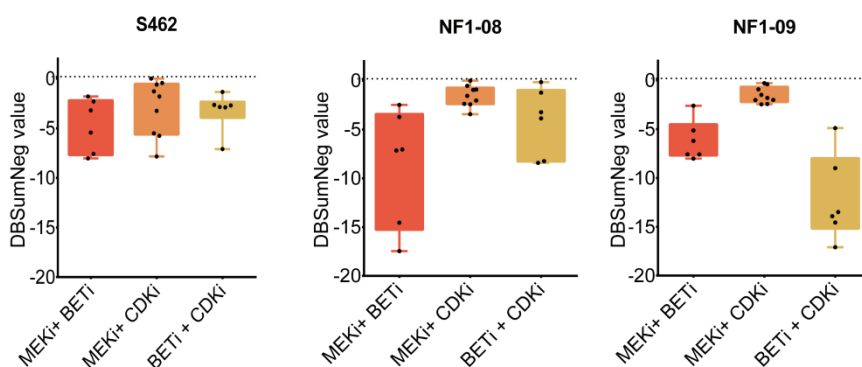 S462
DBSumNeg value
0
-5
-10
-15
-20
MEKi+ BETi
MEKi+ CDKi
BETi + CDKi
NF1-08
DBSumNeg value
0
-5
-10
-15
-20
MEKi+ BETi
MEKi+ CDKi
BETi + CDKi
NF1-09
DBSumNeg value
0
-5
-10
-15
-20
MEKi+ BETi
MEKi+ CDKi
BETi + CDKi